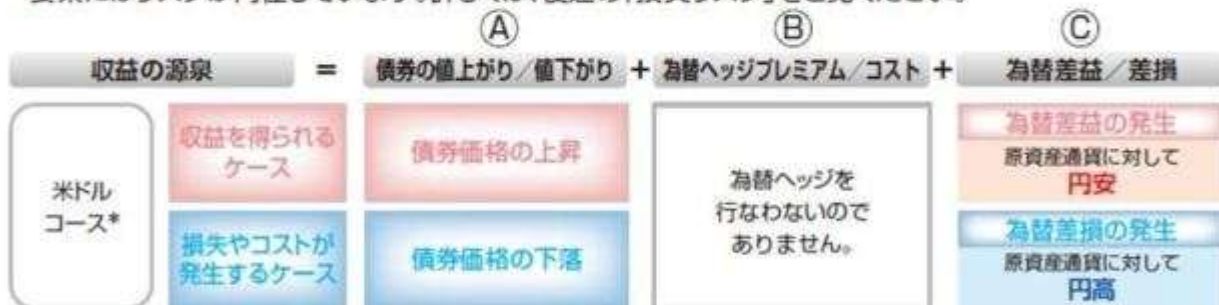 Ⓐ Ⓑ Ⓒ
収益の源泉 = 債券の値上がり/値下がり + 為替ヘッジプレミアム/コスト + 為替差益/差損
米ドル
コース*
収益を得られる
ケース
債券価格の上昇
損失やコストが
発生するケース
債券価格の下落
為替ヘッジを
行なわないので
ありません。
為替差益の発生
原資産通貨に対して
円安
為替差損の発生
原資産通貨に対して
円高